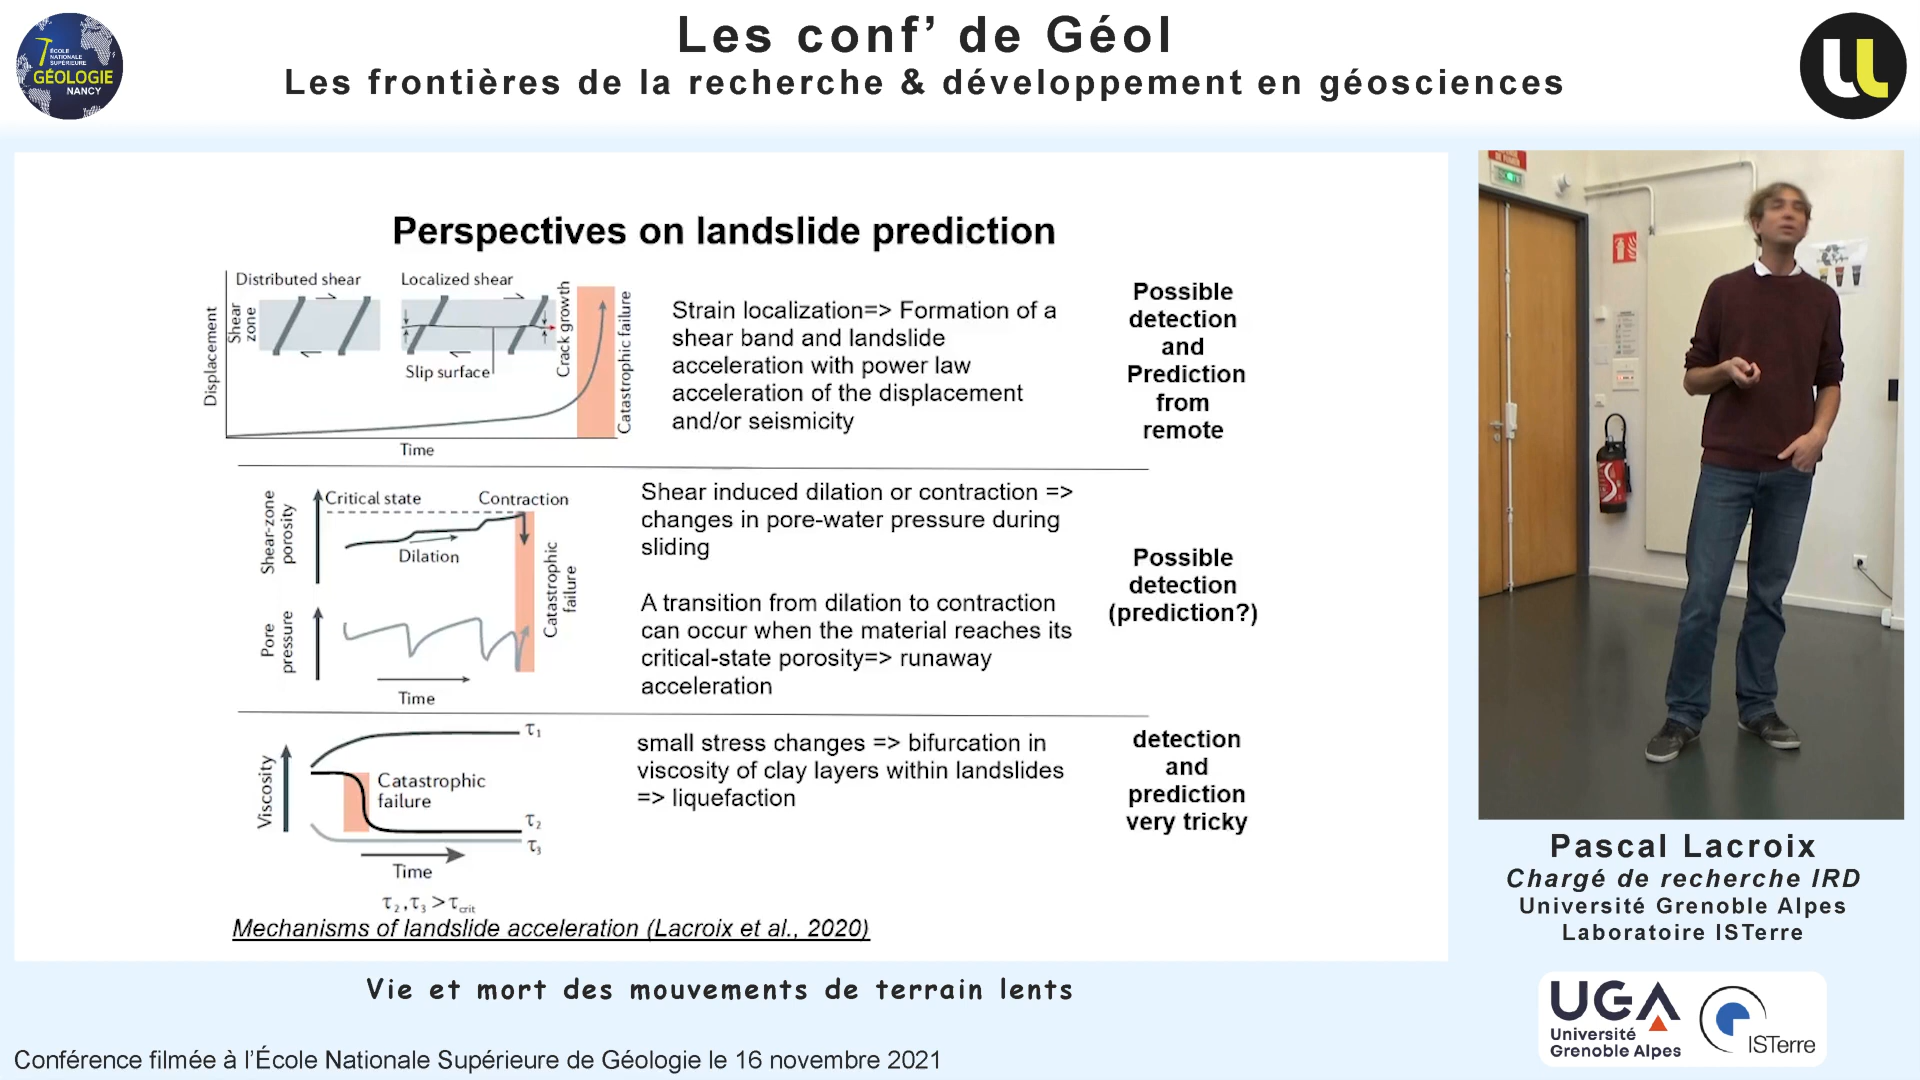 Les conf’ de Géol
Les frontières de la recherche & développement en géosciences
ÉCOLE
NATIONALE
SUPÉRIEURE
GÉOLOGIE
NANCY
Perspectives on landslide prediction
Distributed shear
Localized shear
Displacement
Shear
zone
Slip surface
Crack growth
Catastrophic failure
Time
Strain localization=> Formation of a
shear band and landslide
acceleration with power law
acceleration of the displacement
and/or seismicity
Possible
detection
and
Prediction
from
remote
Shear-zone
porosity
Critical state
Contraction
Dilation
Catastrophic
failure
Pore
pressure
Time
Shear induced dilation or contraction =>
changes in pore-water pressure during
sliding
A transition from dilation to contraction
can occur when the material reaches its
critical-state porosity=> runaway
acceleration
Possible
detection
(prediction?)
Viscosity
τ1
Catastrophic
failure
τ2
τ3
Time
τ2,τ3 >τcrit
small stress changes => bifurcation in
viscosity of clay layers within landslides
=> liquefaction
detection
and
prediction
very tricky
Mechanisms of landslide acceleration (Lacroix et al., 2020)
Pascal Lacroix
Chargé de recherche IRD
Université Grenoble Alpes
Laboratoire ISTerre
UGA
Université
Grenoble Alpes
ISTerre
Vie et mort des mouvements de terrain lents
Conférence filmée à l’École Nationale Supérieure de Géologie le 16 novembre 2021